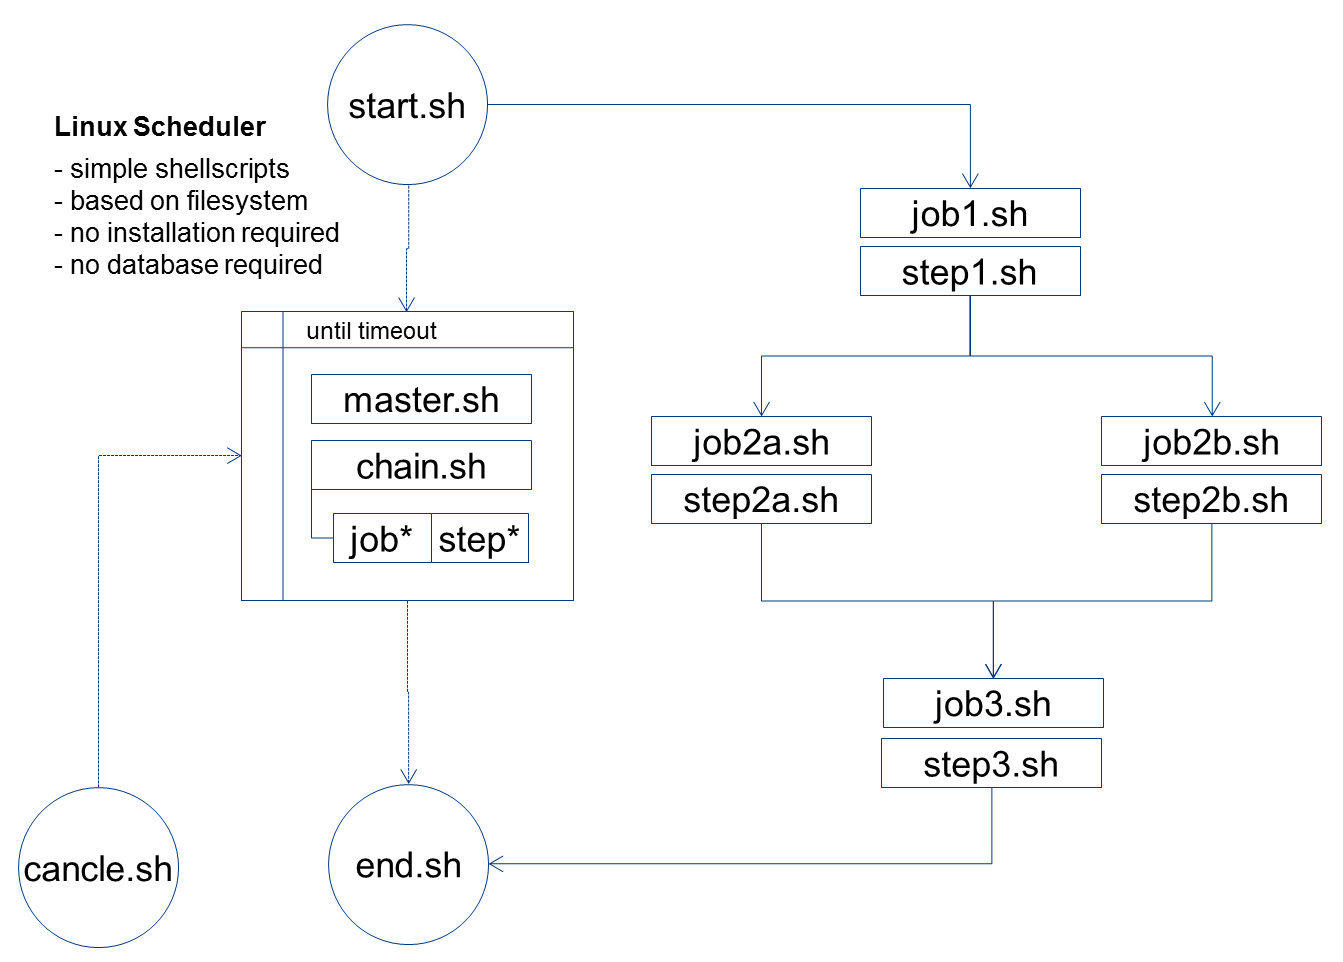 start.sh
Linux Scheduler
- simple shellscripts
- based on filesystem
- no installation required
- no database required
job1.sh
step1.sh
until timeout
master.sh
chain.sh
job* step*
job2a.sh
step2a.sh
job2b.sh
step2b.sh
job3.sh
step3.sh
cancle.sh
end.sh